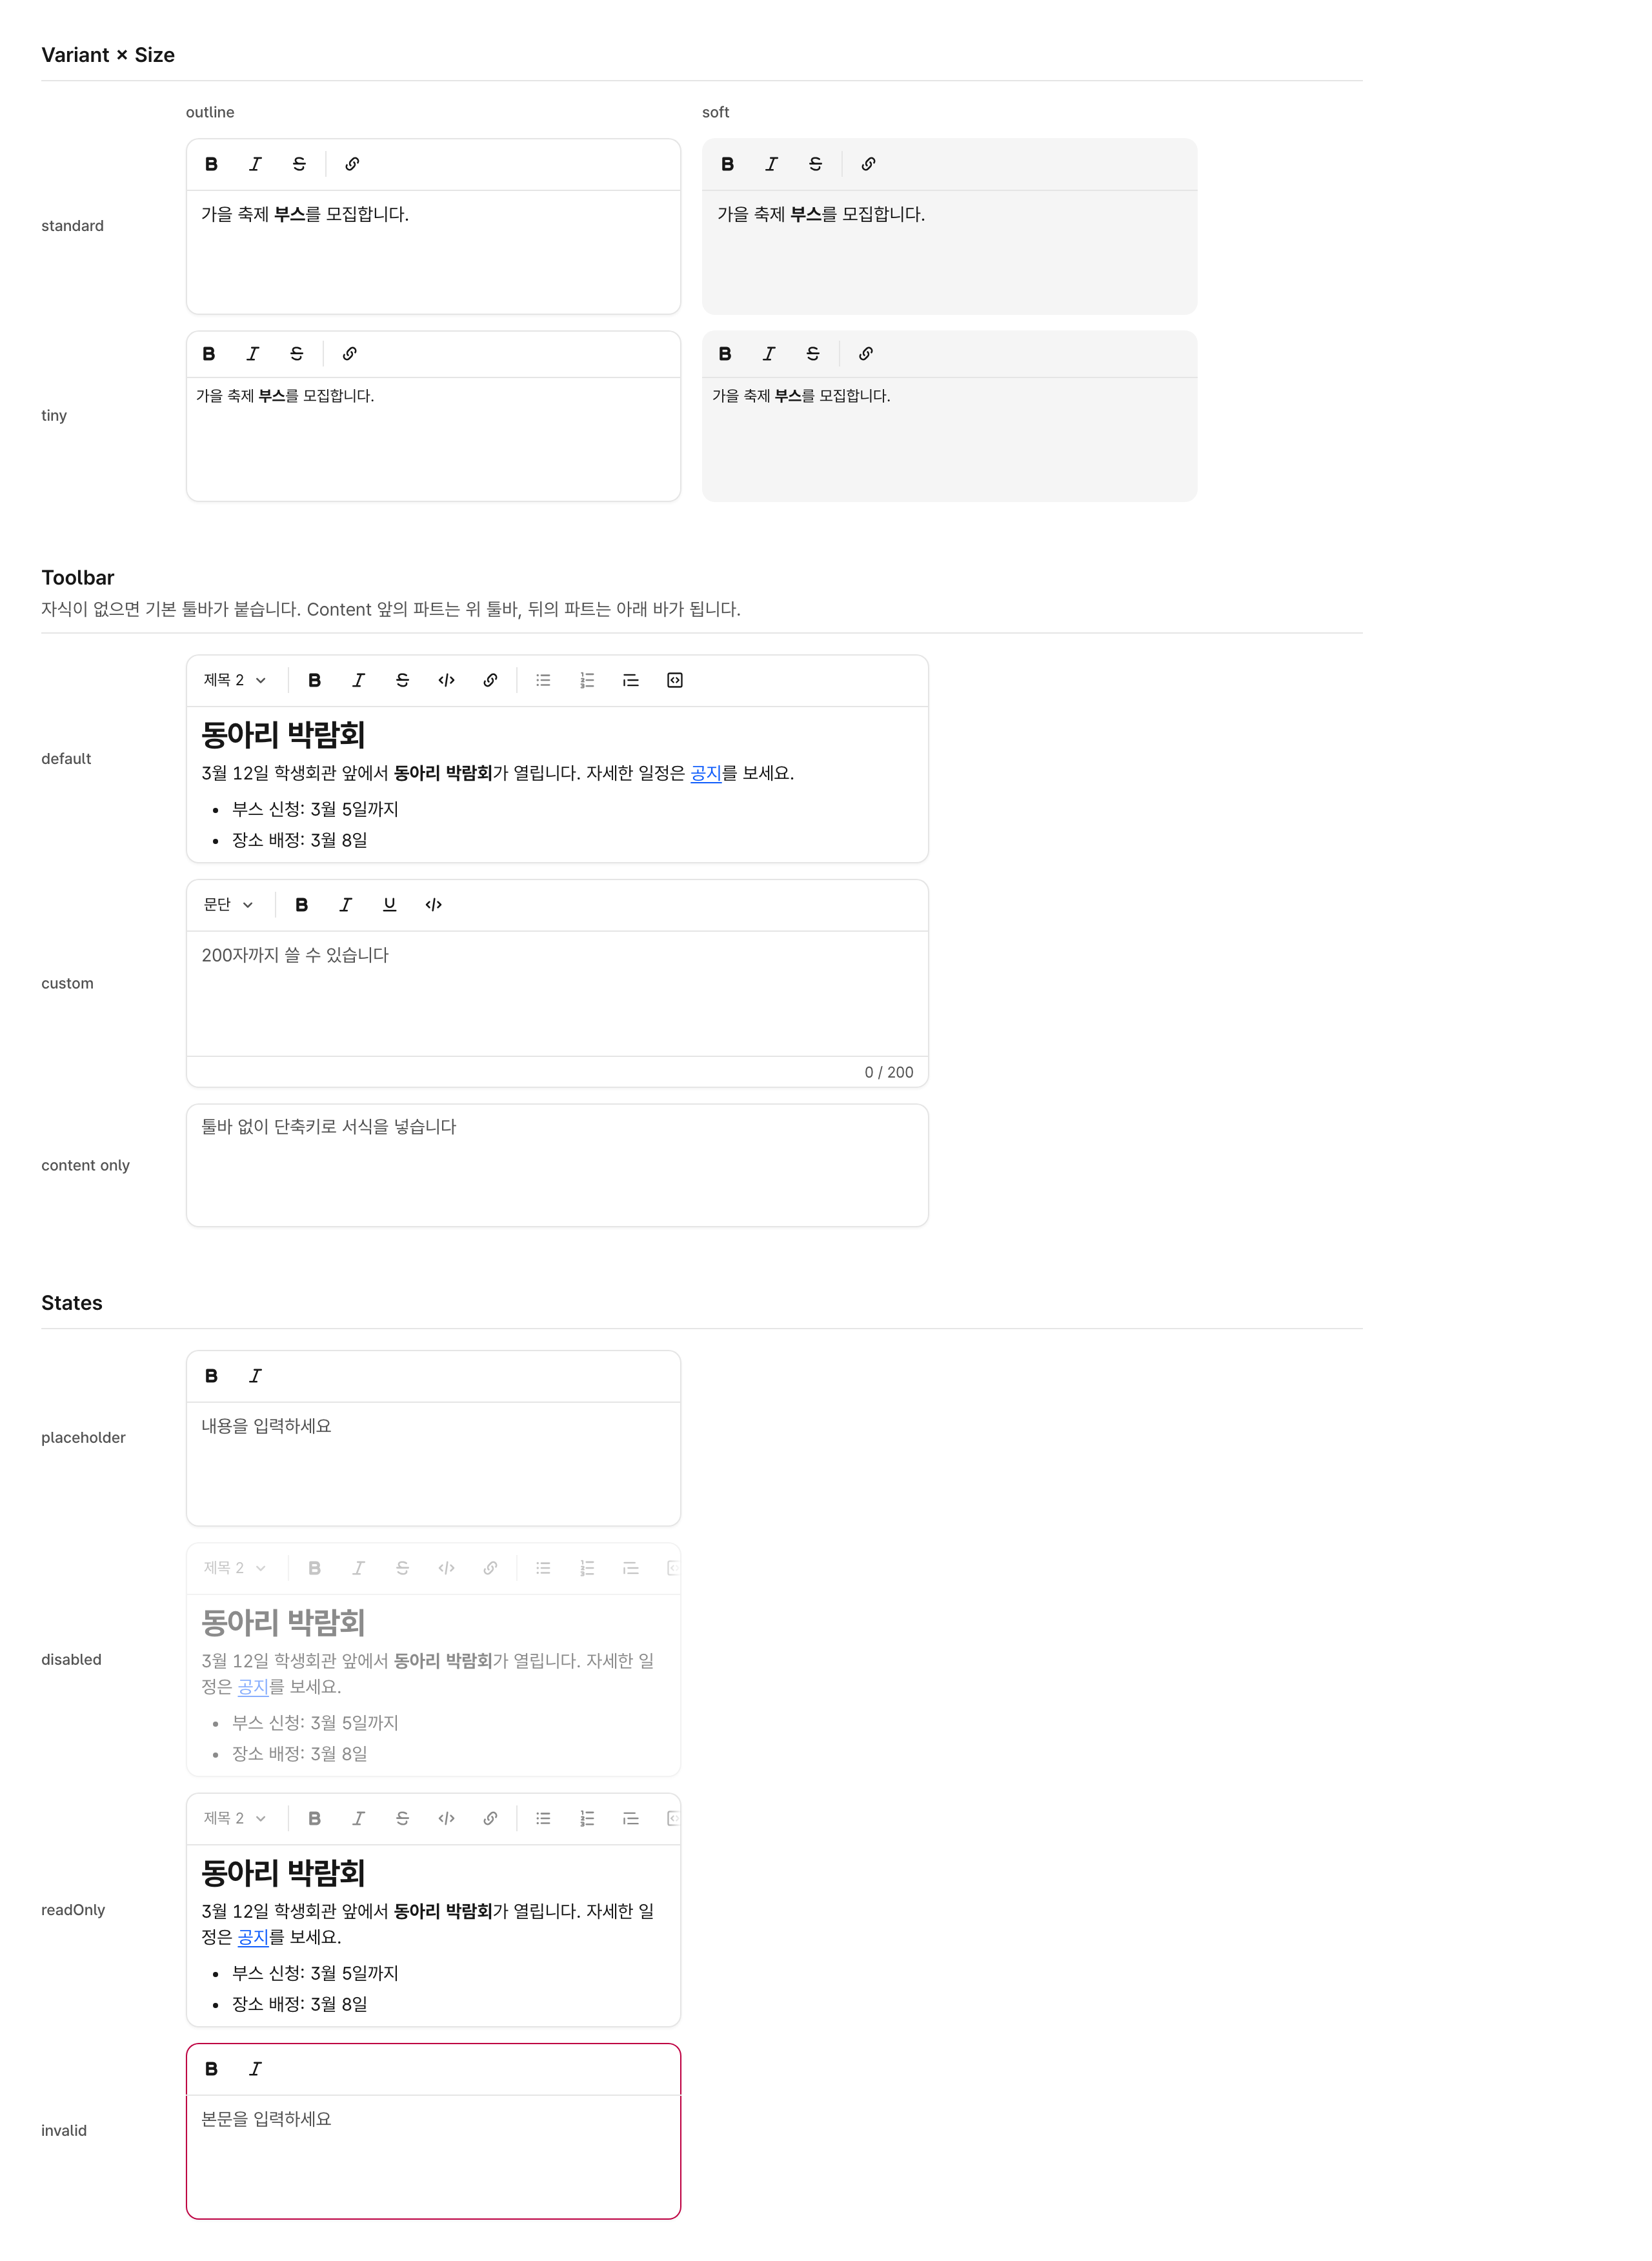 Variant × Size
outline
soft
standard
가을 축제 부스를 모집합니다.
가을 축제 부스를 모집합니다.
tiny
가을 축제 부스를 모집합니다.
가을 축제 부스를 모집합니다.
Toolbar
자식이 없으면 기본 툴바가 붙습니다. Content 앞의 파트는 위 툴바, 뒤의 파트는 아래 바가 됩니다.
default
제목 2
동아리 박람회
3월 12일 학생회관 앞에서 동아리 박람회가 열립니다. 자세한 일정은 공지를 보세요.
• 부스 신청: 3월 5일까지
• 장소 배정: 3월 8일
custom
문단
200자까지 쓸 수 있습니다
0 / 200
content only
툴바 없이 단축키로 서식을 넣습니다
States
placeholder
내용을 입력하세요
disabled
제목 2
동아리 박람회
3월 12일 학생회관 앞에서 동아리 박람회가 열립니다. 자세한 일
정은 공지를 보세요.
• 부스 신청: 3월 5일까지
• 장소 배정: 3월 8일
readOnly
제목 2
동아리 박람회
3월 12일 학생회관 앞에서 동아리 박람회가 열립니다. 자세한 일
정은 공지를 보세요.
• 부스 신청: 3월 5일까지
• 장소 배정: 3월 8일
invalid
본문을 입력하세요